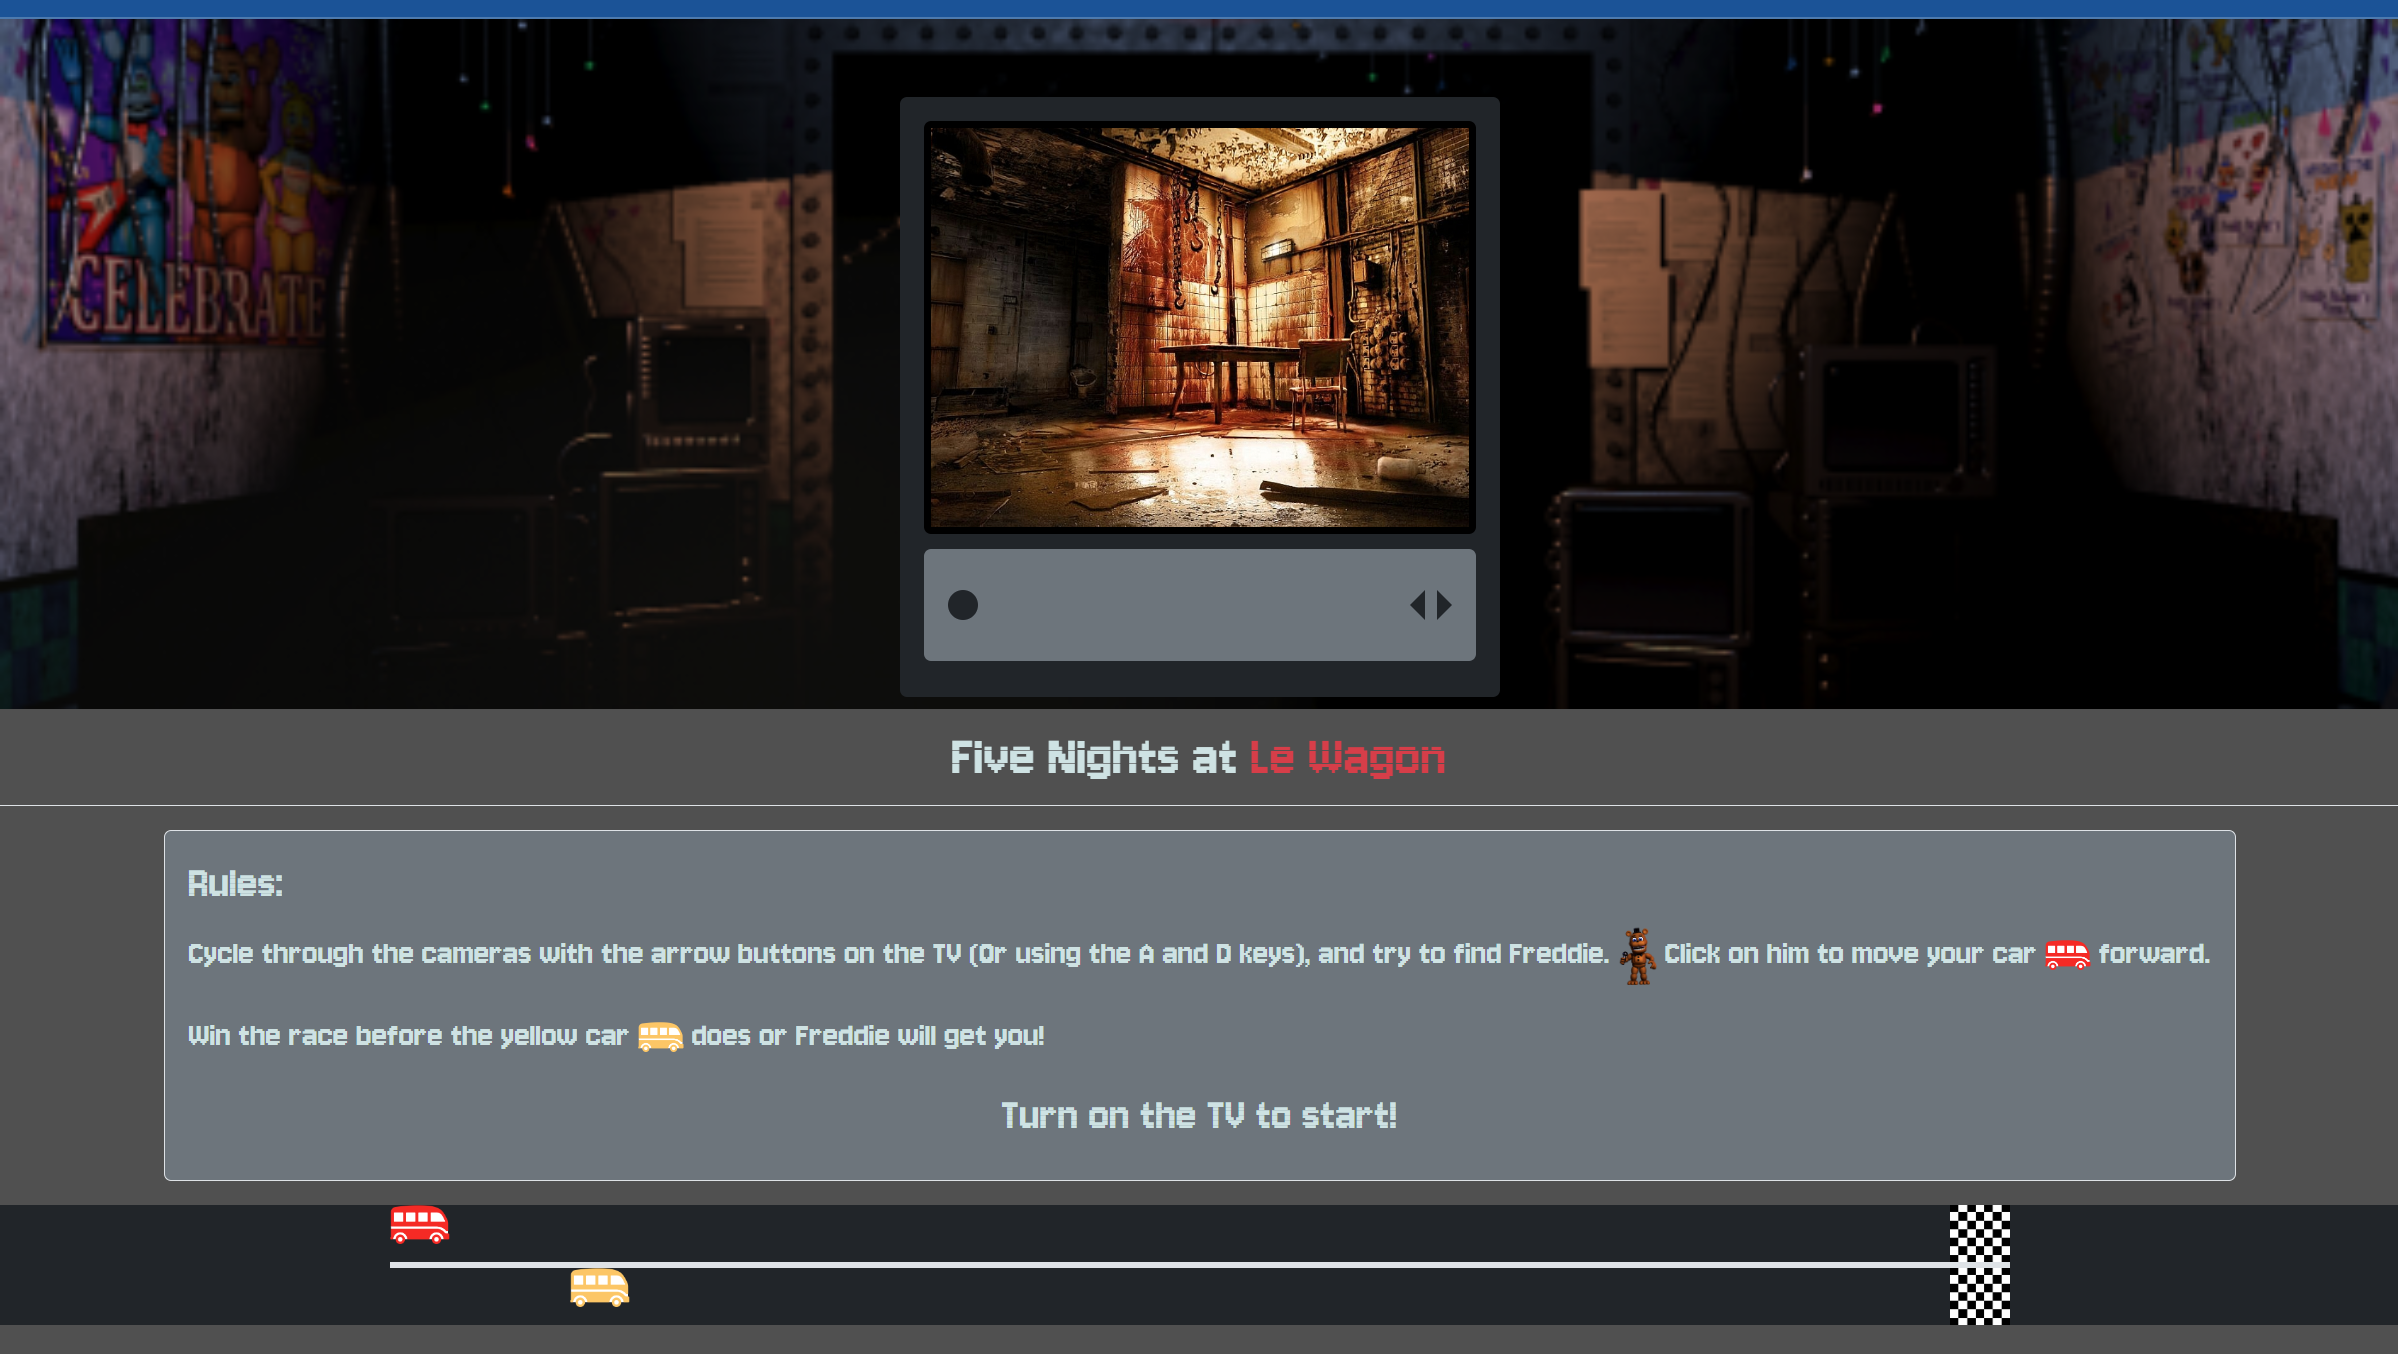 CELEBRATE
Five Nights at Le Wagon
Rules:
Cycle through the cameras with the arrow buttons on the TV (Or using the A and D keys), and try to find Freddie. Click on him to move your car forward.
Win the race before the yellow car does or Freddie will get you!
Turn on the TV to start!